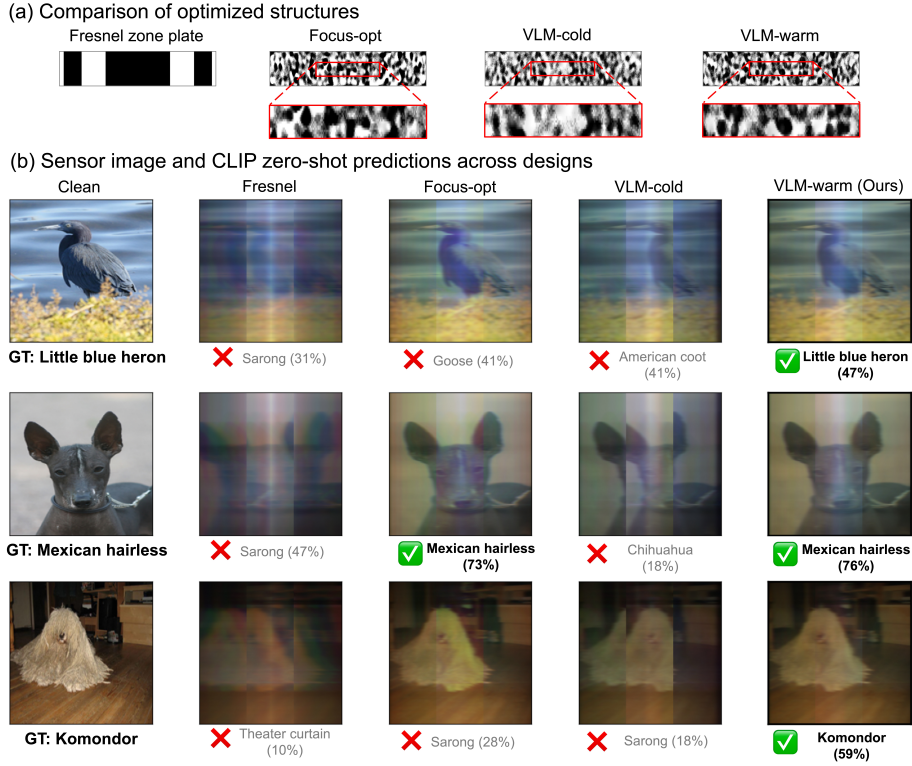 (a) Comparison of optimized structures
Fresnel zone plate
Focus-opt
VLM-cold
VLM-warm
(b) Sensor image and CLIP zero-shot predictions across designs
Clean
Fresnel
Focus-opt
VLM-cold
VLM-warm (Ours)
GT: Little blue heron
Sarong (31%)
Goose (41%)
American coot
(41%)
Little blue heron
(47%)
GT: Mexican hairless
Sarong (47%)
Mexican hairless
(73%)
Chihuahua
(18%)
Mexican hairless
(76%)
GT: Komondor
Theater curtain
(10%)
Sarong (28%)
Sarong (18%)
Komondor
(59%)